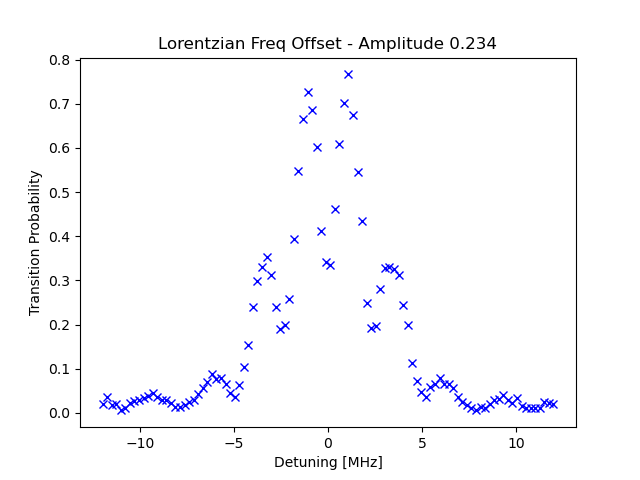 Lorentzian Freq Offset - Amplitude 0.234
0.8
0.7
0.6
0.5
0.4
0.3
0.2
0.1
0.0
Transition Probability
−10 −5 0 5 10
Detuning [MHz]